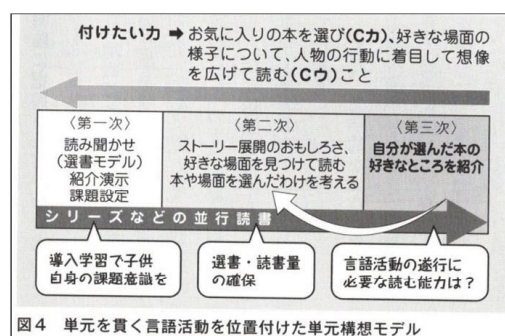 付けたい力 ➡ お気に入りの本を選び(Cカ)、好きな場面の
様子について、人物の行動に着目して想像
を広げて読む(Cウ)こと
〈第一次〉
読み聞かせ
(選書モデル)
紹介演示
課題設定
〈第二次〉
ストーリー展開のおもしろさ、
好きな場面を見つけて読む
本や場面を選んだわけを考える
〈第三次〉
自分が選んだ本の
好きなところを紹介
シリーズなどの並行読書
導入学習で子供
自身の課題意識を
選書・読書量
の確保
言語活動の遂行に
必要な読む能力は?
図4 単元を貫く言語活動を位置付けた単元構想モデル